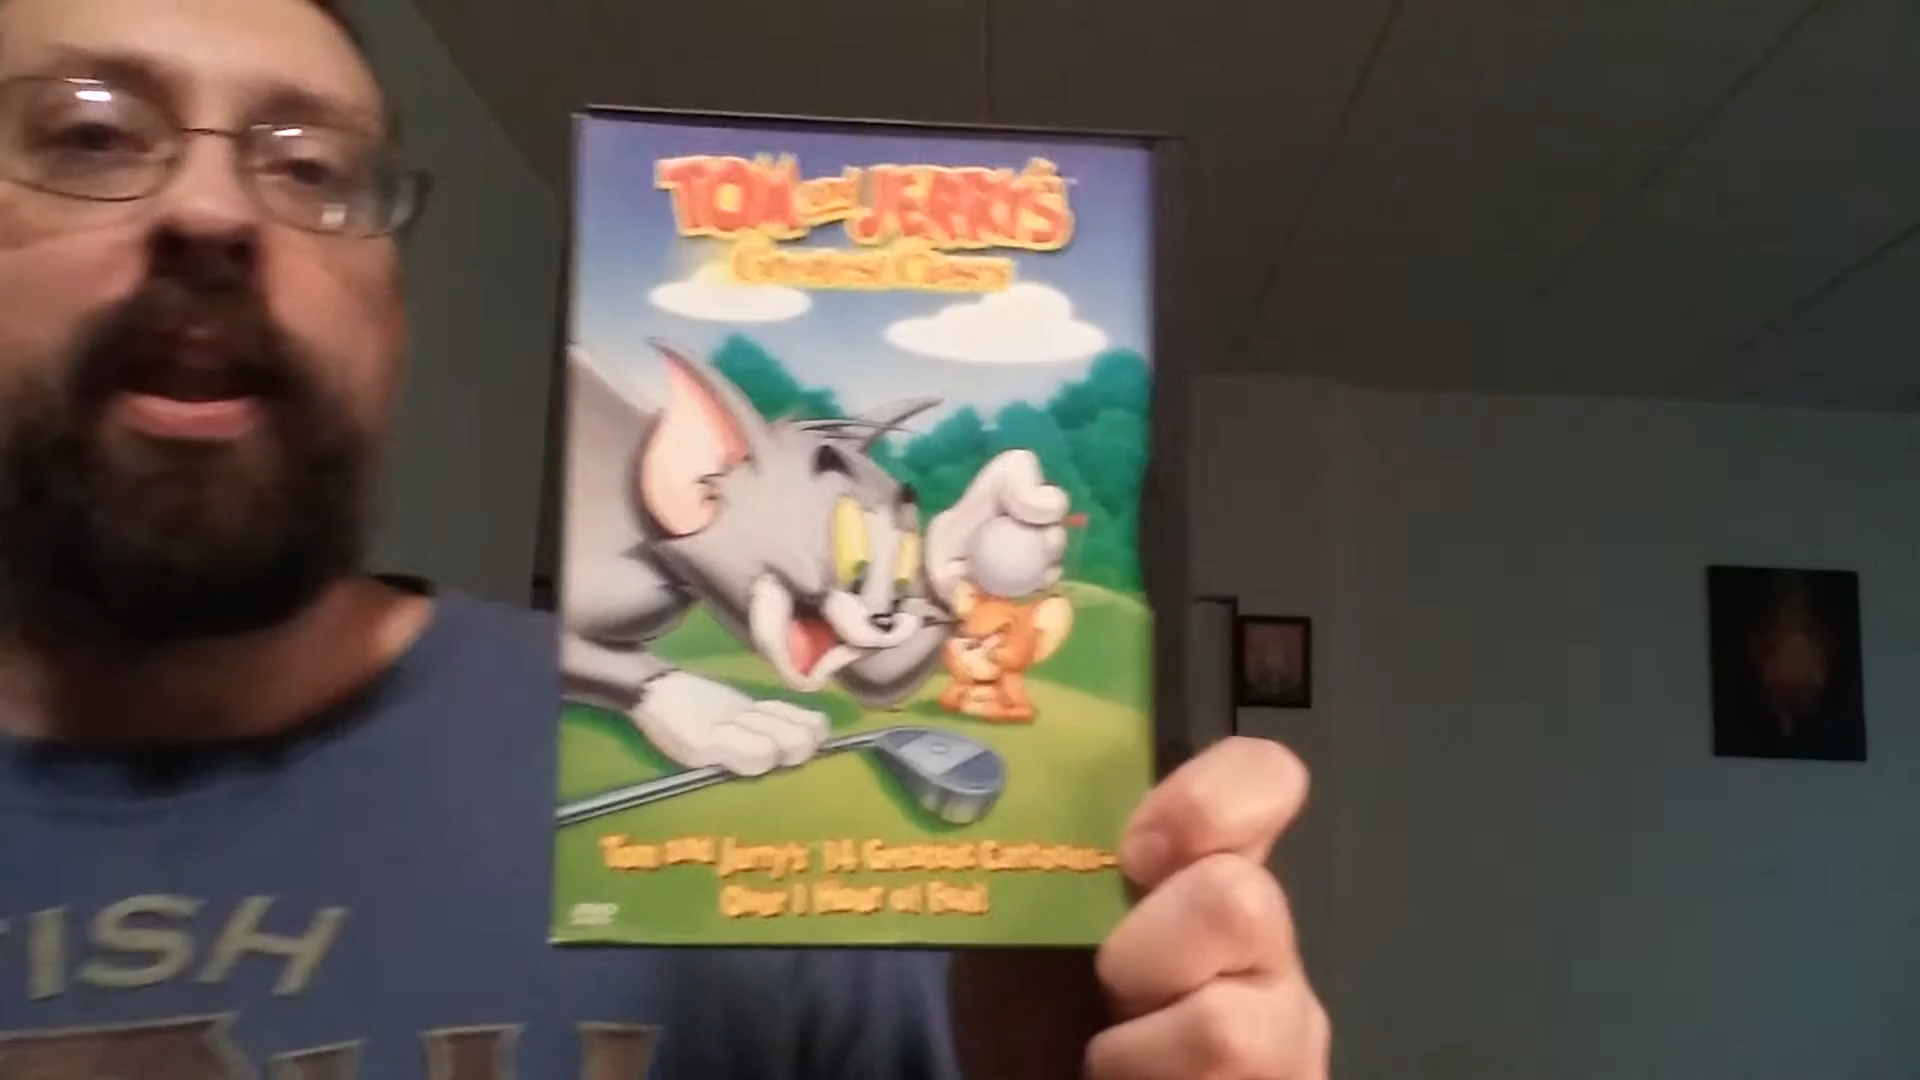 TOM and JERRY'S
Greatest Chases
Tom and Jerry's 14 Greatest Cartoons-
Over 1 Hour of Fun!
DVD
ISH